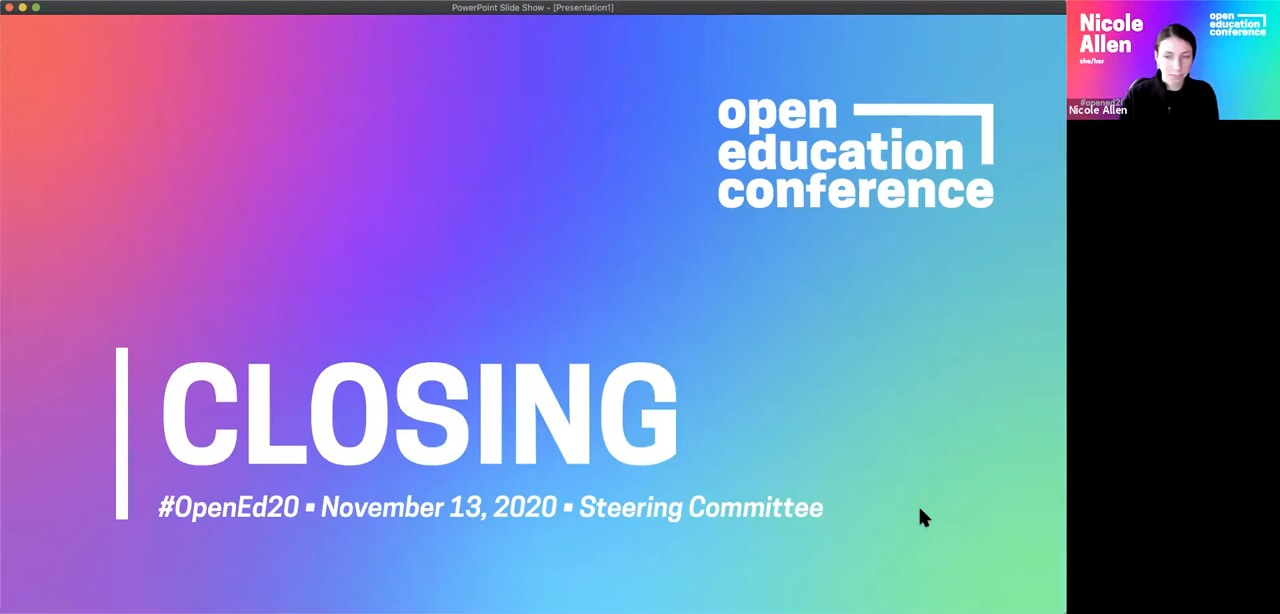 PowerPoint Slide Show - [Presentation1]
open
education
conference
CLOSING
#OpenEd20 ▪ November 13, 2020 ▪ Steering Committee
Nicole
Allen
she/her
open
education
conference
#opened20
Nicole Allen